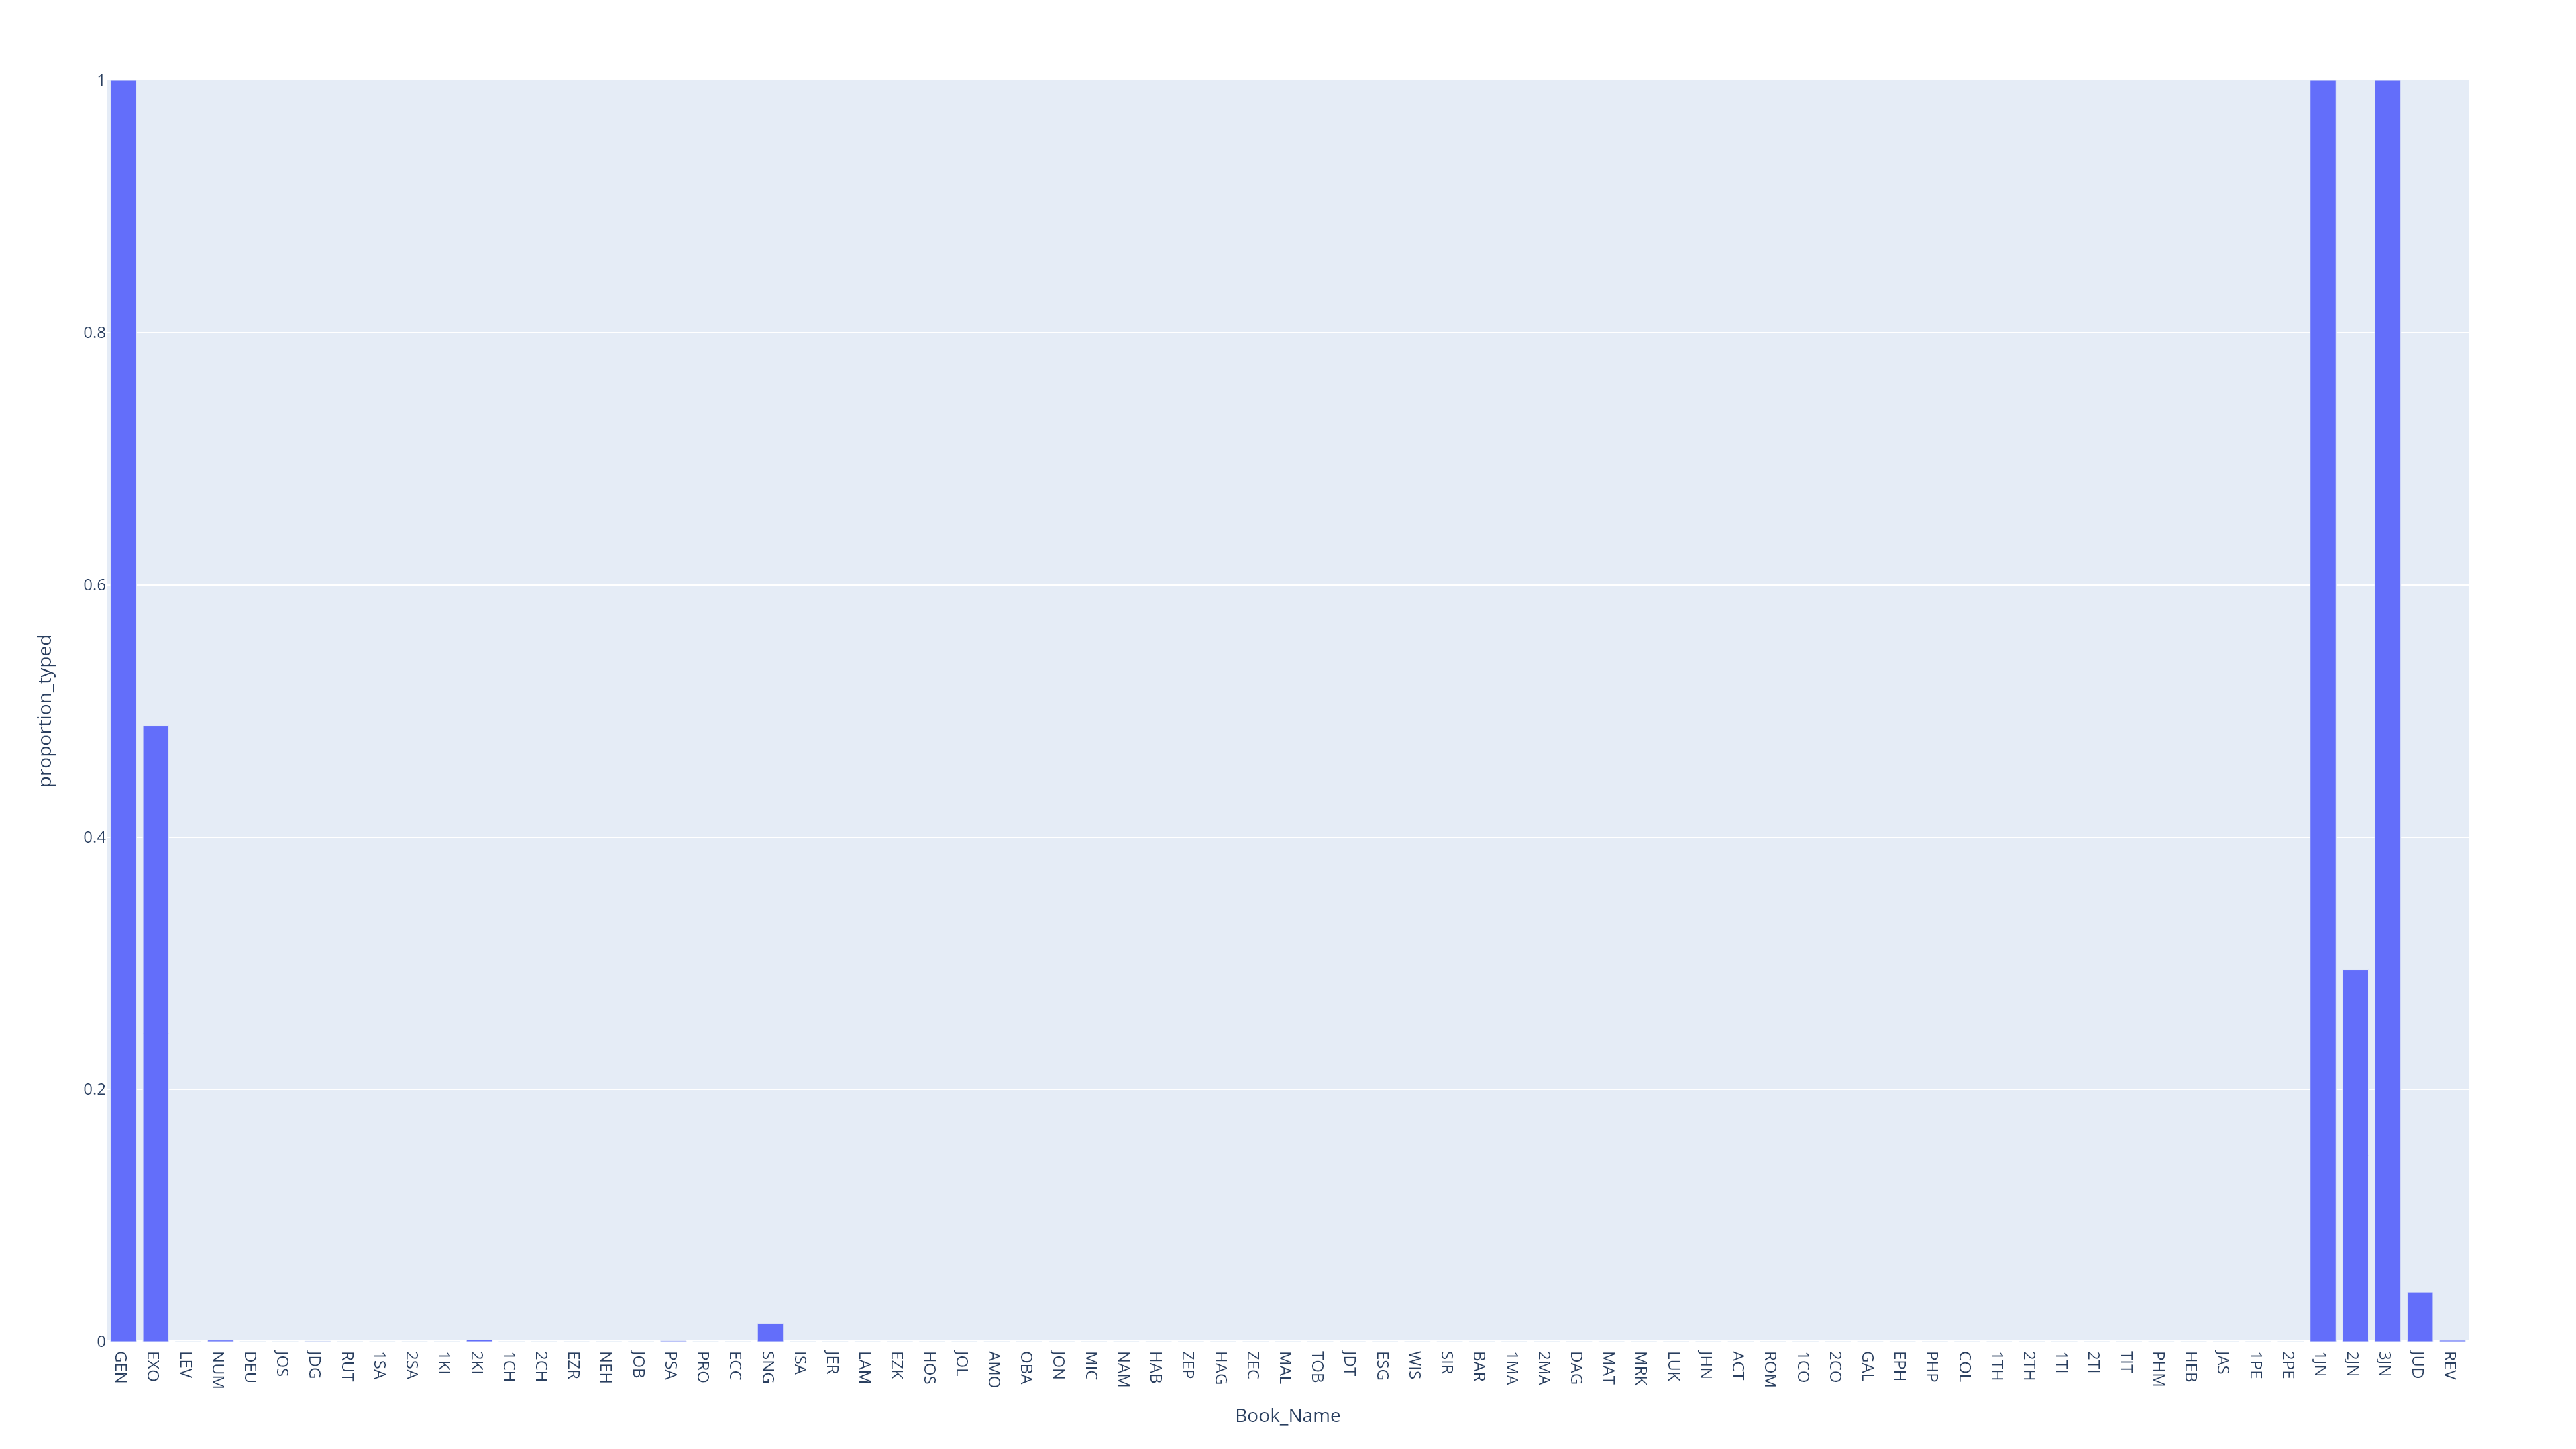 1
0.8
0.6
0.4
0.2
0
proportion_typed
GEN EXO LEV NUM DEU JOS JDG RUT 1SA 2SA 1KI 2KI 1CH 2CH EZR NEH JOB PSA PRO ECC SNG ISA JER LAM EZK HOS JOL AMO OBA JON MIC NAM HAB ZEP HAG ZEC MAL TOB JDT ESG WIS SIR BAR 1MA 2MA DAG MAT MRK LUK JHN ACT ROM 1CO 2CO GAL EPH PHP COL 1TH 2TH 1TI 2TI TIT PHM HEB JAS 1PE 2PE 1JN 2JN 3JN JUD REV
Book_Name